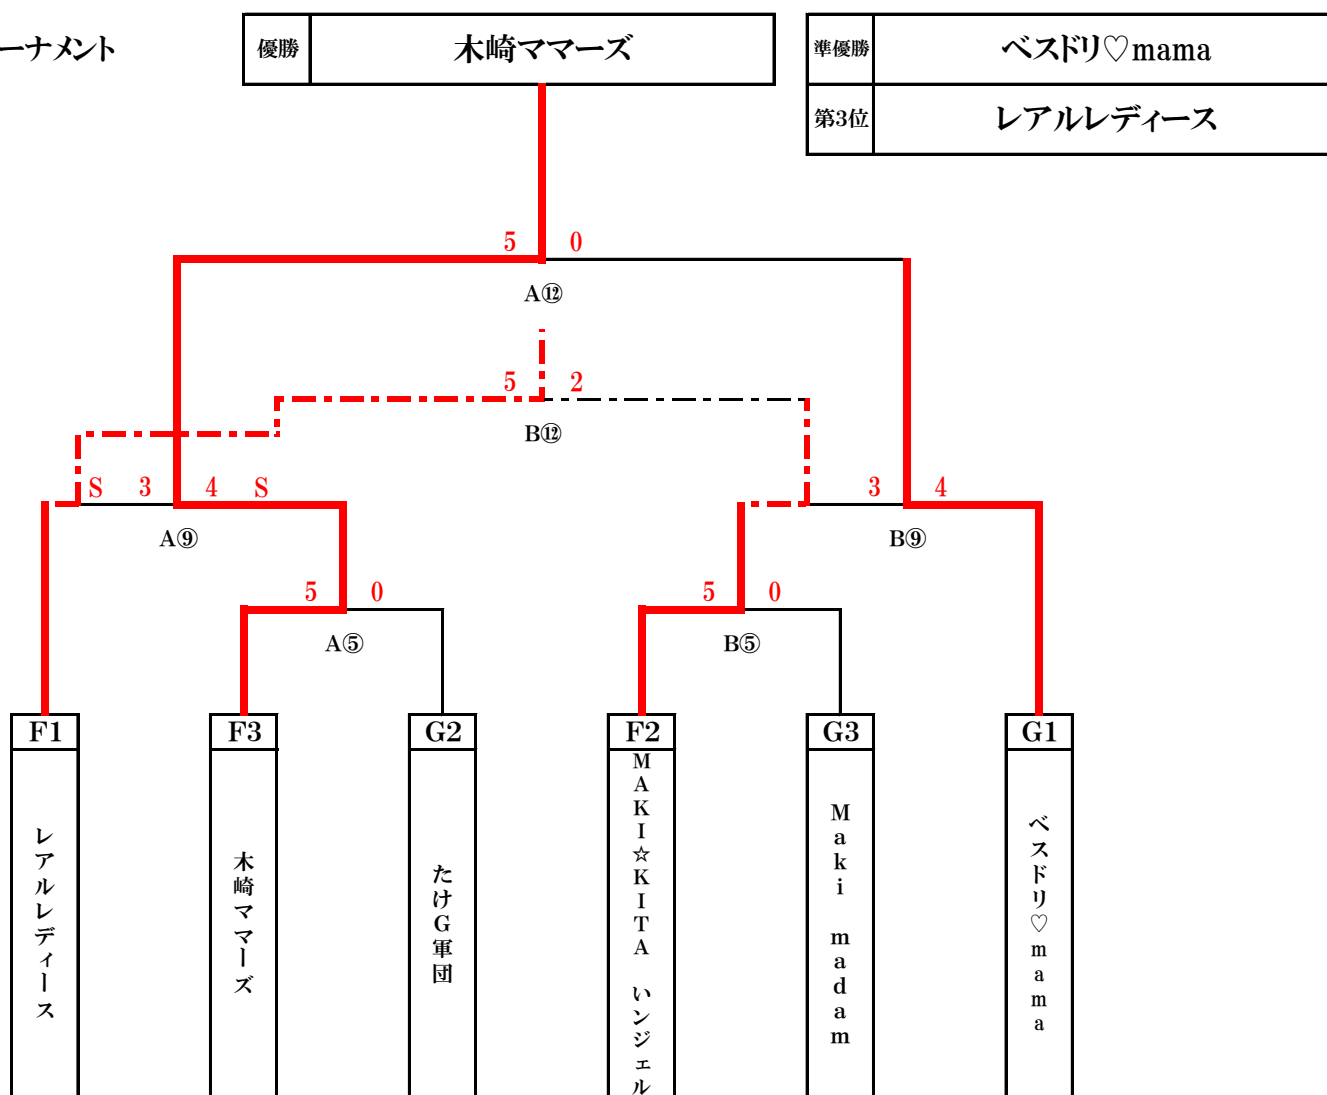 ーナメント
優勝
木崎ママーズ
準優勝
ベスドリ♡mama
第3位
レアルレディース
5 0
A⑫
5 2
B⑫
S 3 4 S
3 4
A⑨
B⑨
5 0
5 0
A⑤
B⑤
F1
F3
G2
F2
G3
G1
レアルレディース
木崎ママーズ
たけG軍団
MAKI☆KITA いンジェル
Maki madam
ベスドリ♡mama